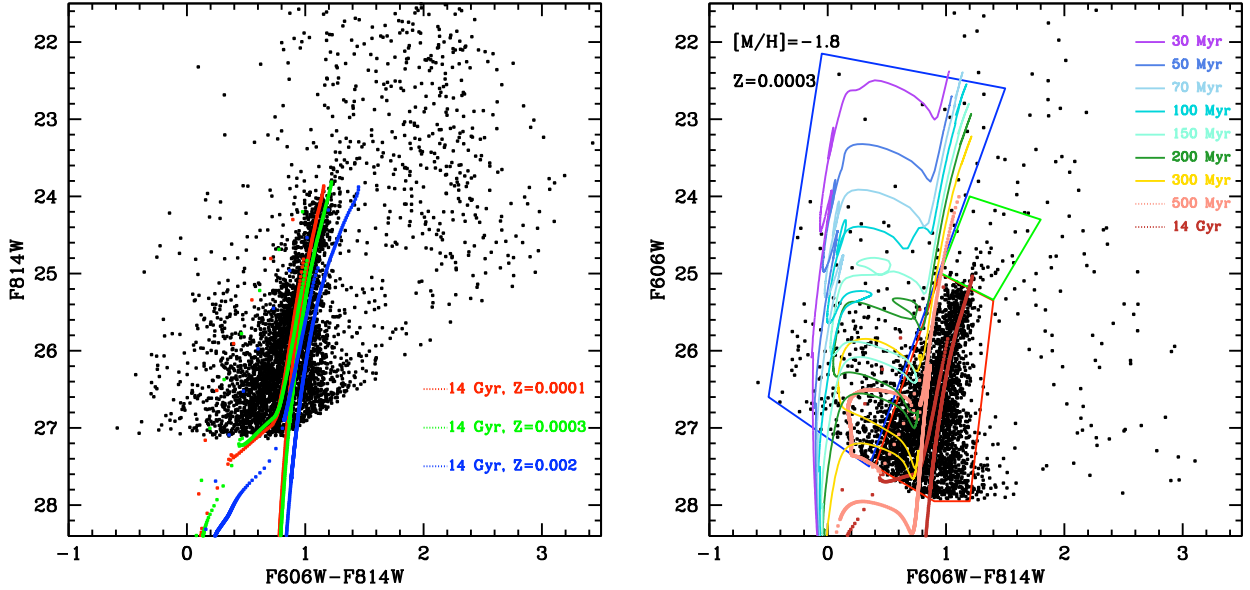 22
23
24
25
26
27
28
F814W
-1
0
1
2
3
F606W-F814W
14 Gyr, Z=0.0001
14 Gyr, Z=0.0003
14 Gyr, Z=0.002
22
23
24
25
26
27
28
F606W
-1
0
1
2
3
F606W-F814W
[M/H]=-1.8
Z=0.0003
30 Myr
50 Myr
70 Myr
100 Myr
150 Myr
200 Myr
300 Myr
500 Myr
14 Gyr